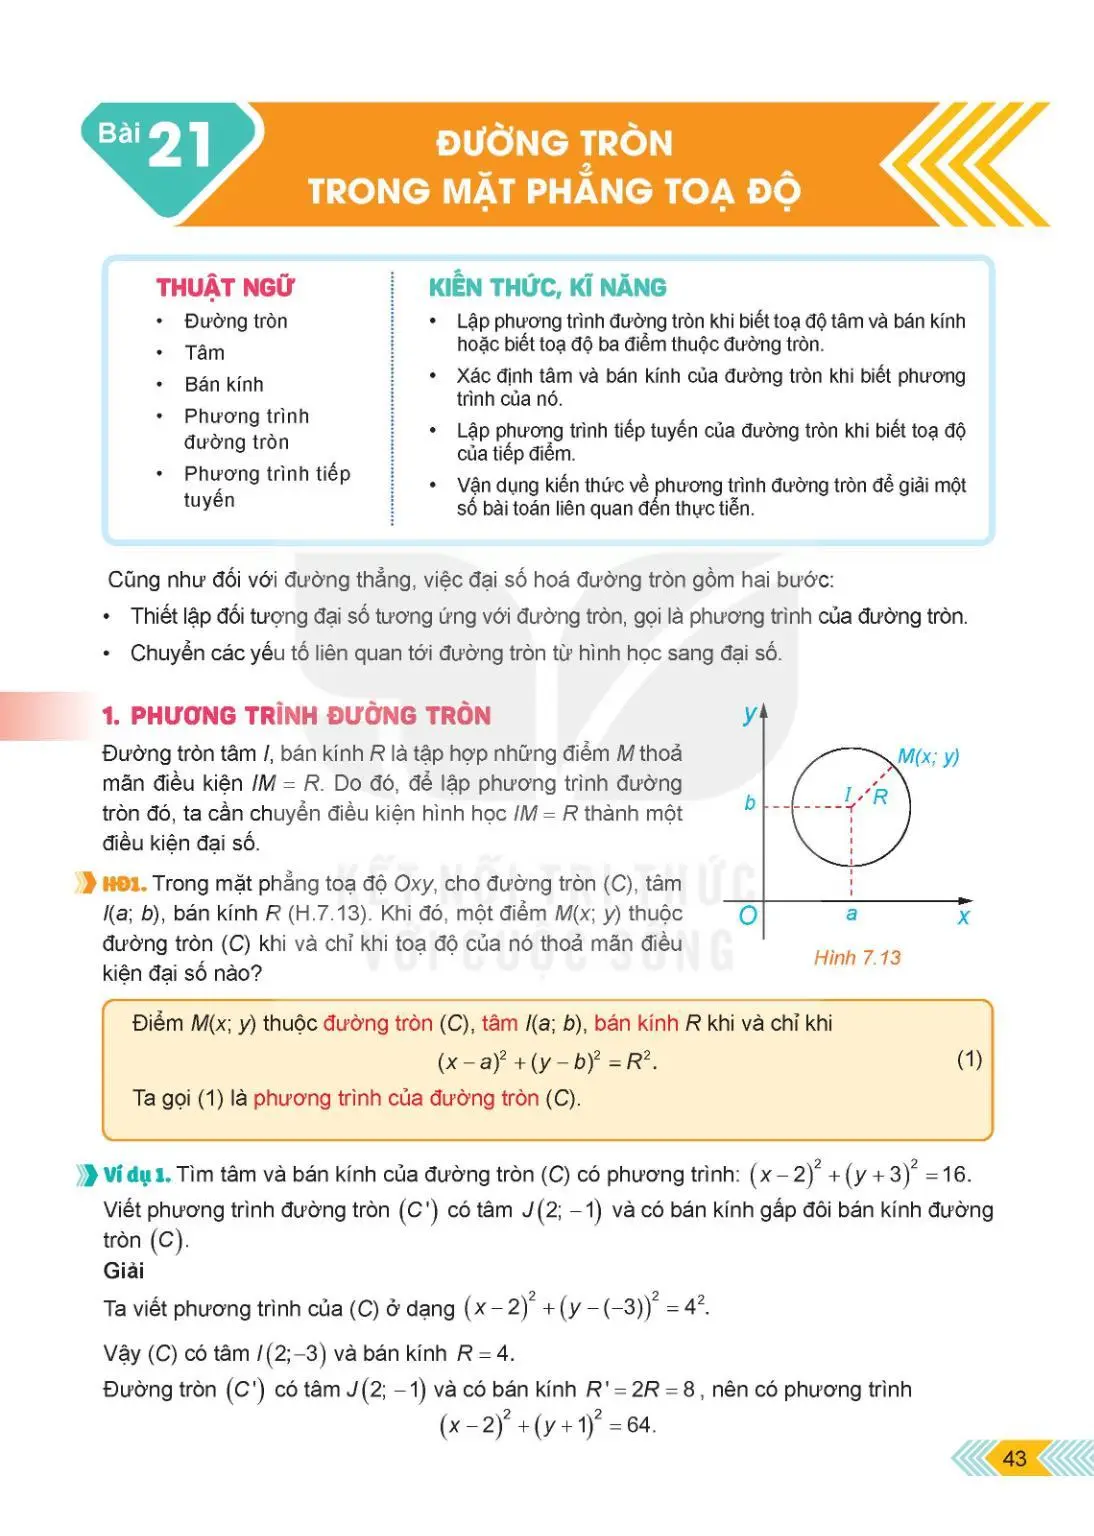 Bài 21
ĐƯỜNG TRÒN
TRONG MẶT PHẲNG TOẠ ĐỘ
THUẬT NGỮ
• Đường tròn
• Tâm
• Bán kính
• Phương trình
đường tròn
• Phương trình tiếp
tuyến
KIẾN THỨC, KĨ NĂNG
• Lập phương trình đường tròn khi biết toạ độ tâm và bán kính
hoặc biết toạ độ ba điểm thuộc đường tròn.
• Xác định tâm và bán kính của đường tròn khi biết phương
trình của nó.
• Lập phương trình tiếp tuyến của đường tròn khi biết toạ độ
của tiếp điểm.
• Vận dụng kiến thức về phương trình đường tròn để giải một
số bài toán liên quan đến thực tiễn.
Cũng như đối với đường thẳng, việc đại số hoá đường tròn gồm hai bước:
• Thiết lập đối tượng đại số tương ứng với đường tròn, gọi là phương trình của đường tròn.
• Chuyển các yếu tố liên quan tới đường tròn từ hình học sang đại số.
1. PHƯƠNG TRÌNH ĐƯỜNG TRÒN
Đường tròn tâm I, bán kính R là tập hợp những điểm M thoả
mãn điều kiện IM = R. Do đó, để lập phương trình đường
tròn đó, ta cần chuyển điều kiện hình học IM = R thành một
điều kiện đại số.
HĐ1. Trong mặt phẳng toạ độ Oxy, cho đường tròn (C), tâm
I(a; b), bán kính R (H.7.13). Khi đó, một điểm M(x; y) thuộc
đường tròn (C) khi và chỉ khi toạ độ của nó thoả mãn điều
kiện đại số nào?
y
M(x; y)
I R
b
O a x
Hình 7.13
KẾT NỐI TRI THỨC
VỚI CUỘC SỐNG
Điểm M(x; y) thuộc đường tròn (C), tâm I(a; b), bán kính R khi và chỉ khi
(x – a)² + (y – b)² = R². (1)
Ta gọi (1) là phương trình của đường tròn (C).
Ví dụ 1. Tìm tâm và bán kính của đường tròn (C) có phương trình: (x – 2)² + (y + 3)² = 16.
Viết phương trình đường tròn (C') có tâm J(2; –1) và có bán kính gấp đôi bán kính đường
tròn (C).
Giải
Ta viết phương trình của (C) ở dạng (x – 2)² + (y – (–3))² = 4².
Vậy (C) có tâm I(2;–3) và bán kính R = 4.
Đường tròn (C') có tâm J(2; –1) và có bán kính R' = 2R = 8, nên có phương trình
(x – 2)² + (y + 1)² = 64.
43